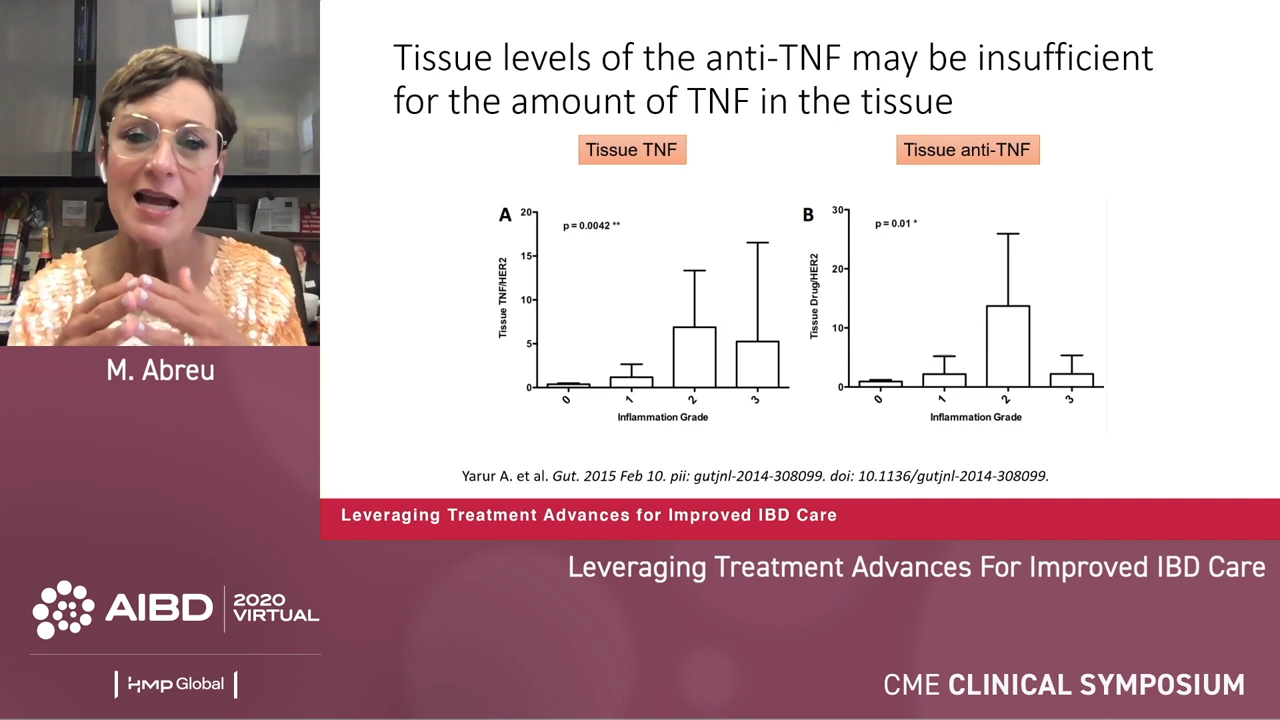 Tissue levels of the anti-TNF may be insufficient
for the amount of TNF in the tissue
Tissue TNF
Tissue anti-TNF
A
p = 0.0042 **
20
15
10
5
0
Tissue TNF/HER2
0
1
2
3
Inflammation Grade
B
p = 0.01 *
30
20
10
0
Tissue Drug/HER2
0
1
2
3
Inflammation Grade
Yarur A. et al. Gut. 2015 Feb 10. pii: gutjnl-2014-308099. doi: 10.1136/gutjnl-2014-308099.
Leveraging Treatment Advances for Improved IBD Care
M. Abreu
Leveraging Treatment Advances For Improved IBD Care
AIBD
2020
VIRTUAL
HMP Global
CME CLINICAL SYMPOSIUM